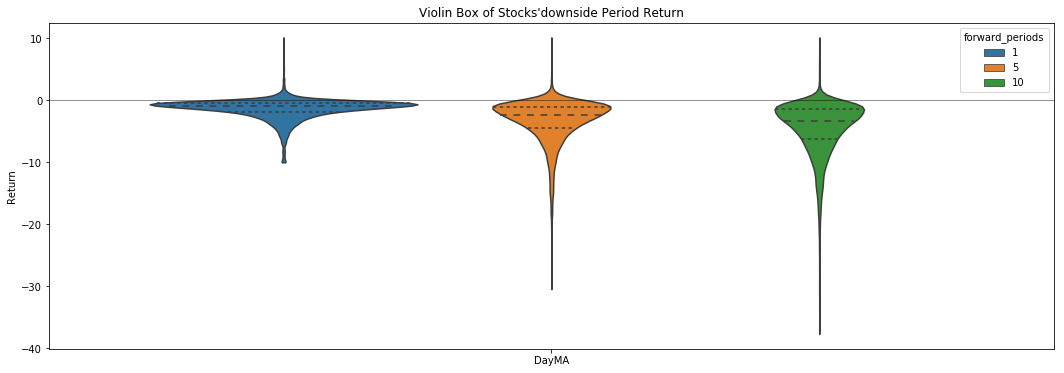 Violin Box of Stocks'downside Period Return
forward_periods
1
5
10
10
0
−10
−20
−30
−40
Return
DayMA